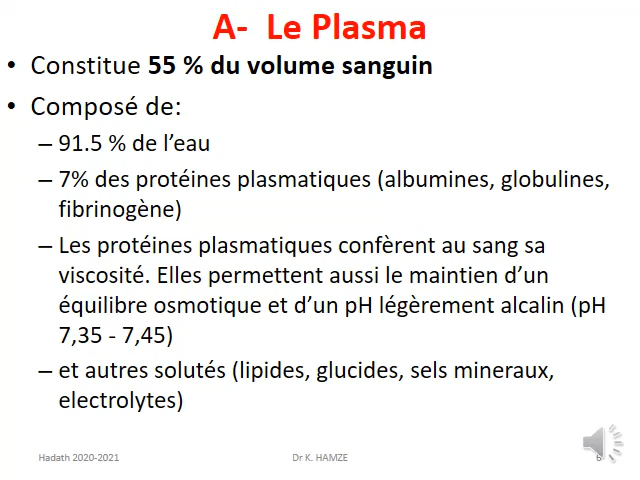 A-  Le Plasma
• Constitue 55 % du volume sanguin
• Composé de:
– 91.5 % de l’eau
– 7% des protéines plasmatiques (albumines, globulines,
fibrinogène)
– Les protéines plasmatiques confèrent au sang sa
viscosité. Elles permettent aussi le maintien d’un
équilibre osmotique et d’un pH légèrement alcalin (pH
7,35 - 7,45)
– et autres solutés (lipides, glucides, sels mineraux,
electrolytes)
Hadath 2020-2021
Dr K. HAMZE
6